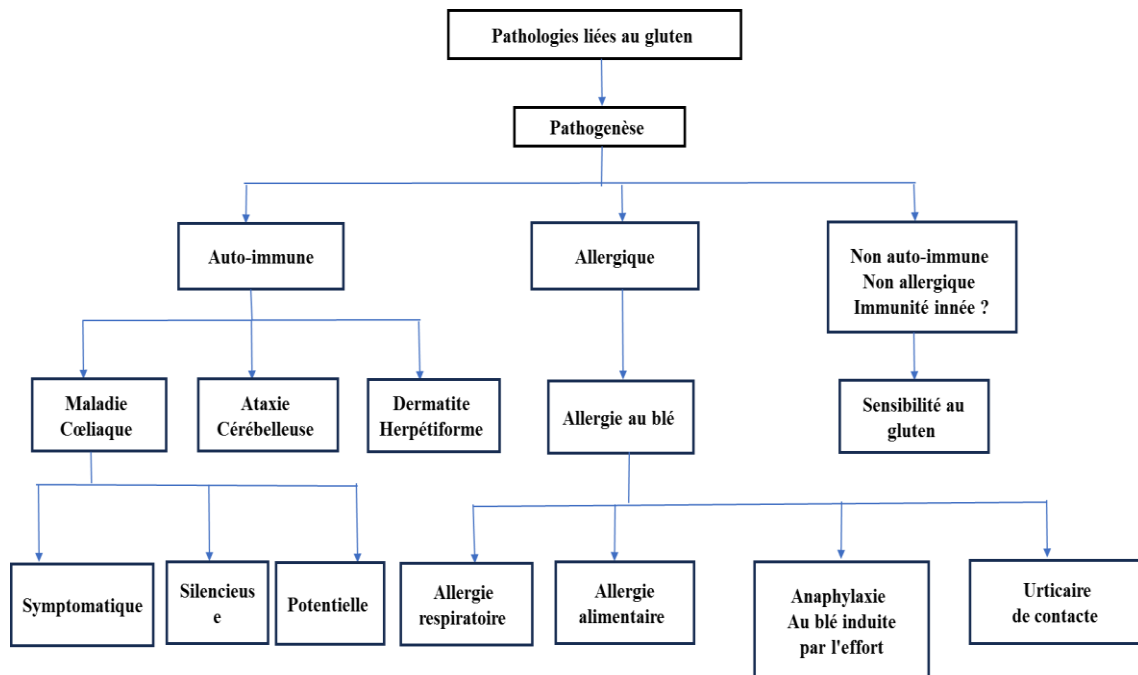 Pathologies liées au gluten
Pathogenèse
Auto-immune
Allergique
Non auto-immune
Non allergique
Immunité innée ?
Maladie
Cœliaque
Ataxie
Cérébelleuse
Dermatite
Herpétiforme
Allergie au blé
Sensibilité au
gluten
Symptomatique
Silencieus
e
Potentielle
Allergie
respiratoire
Allergie
alimentaire
Anaphylaxie
Au blé induite
par l'effort
Urticaire
de contacte